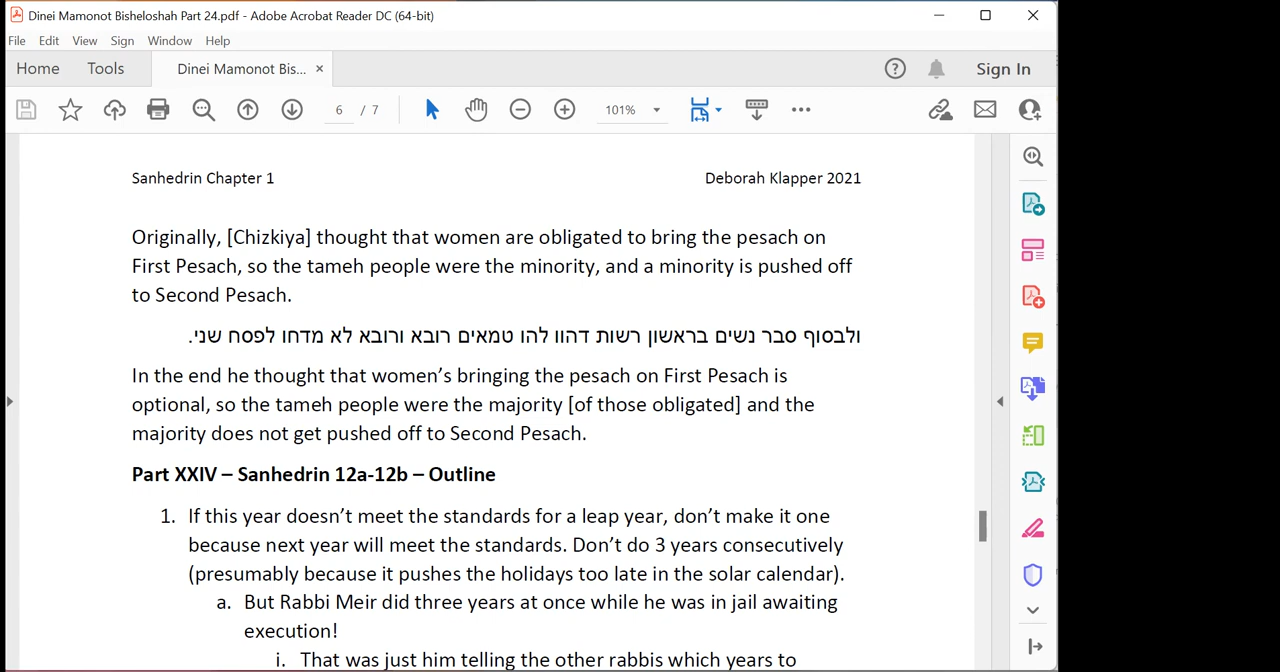 Dinei Mamonot Bisheloshah Part 24.pdf - Adobe Acrobat Reader DC (64-bit)
File Edit View Sign Window Help
Home Tools Dinei Mamonot Bis... × Sign In
6 / 7 101%
Sanhedrin Chapter 1 Deborah Klapper 2021
Originally, [Chizkiya] thought that women are obligated to bring the pesach on
First Pesach, so the tameh people were the minority, and a minority is pushed off
to Second Pesach.
ולבסוף סבר נשים בראשון רשות דהוו להו טמאים רובא ורובא לא מדחו לפסח שני.
In the end he thought that women’s bringing the pesach on First Pesach is
optional, so the tameh people were the majority [of those obligated] and the
majority does not get pushed off to Second Pesach.
Part XXIV – Sanhedrin 12a-12b – Outline
1. If this year doesn’t meet the standards for a leap year, don’t make it one
because next year will meet the standards. Don’t do 3 years consecutively
(presumably because it pushes the holidays too late in the solar calendar).
a. But Rabbi Meir did three years at once while he was in jail awaiting
execution!
i. That was just him telling the other rabbis which years to